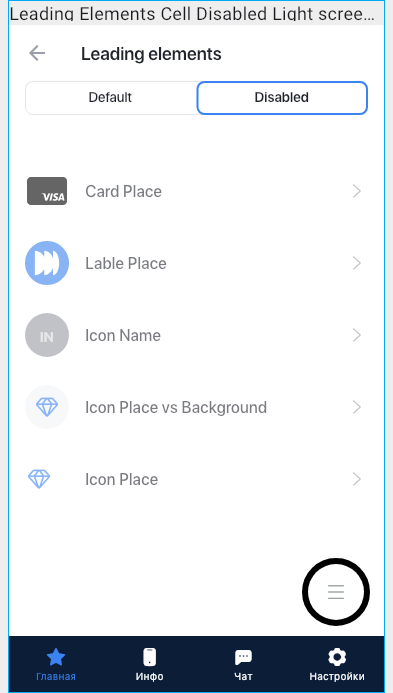 Leading Elements Cell Disabled Light scree...
Leading elements
Default
Disabled
VISA
Card Place
Lable Place
IN
Icon Name
Icon Place vs Background
Icon Place
Главная
Инфо
Чат
Настройки